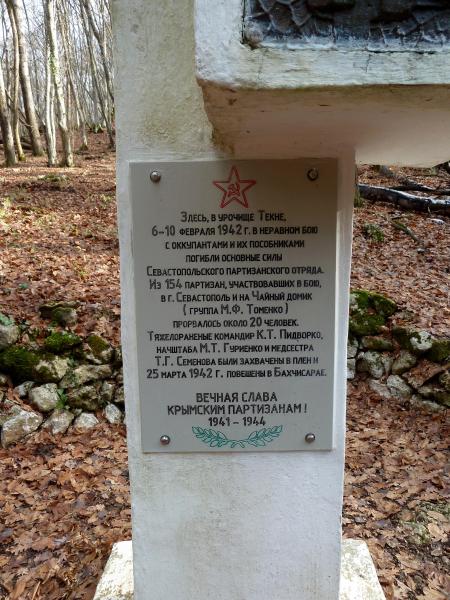 Здесь, в урочище Текне,
6-10 февраля 1942 г. в неравном бою
с оккупантами и их пособниками
погибли основные силы
Севастопольского партизанского отряда.
Из 154 партизан, участвовавших в бою,
в г. Севастополь и на Чайный домик
( группа М.Ф. Томенко)
прорвалось около 20 человек.
Тяжелораненые командир К.Т. Пидворко,
начштаба М.Т. Гуриенко и медсестра
Т.Г. Семенова были захвачены в плен и
25 марта 1942 г. повешены в Бахчисарае.
ВЕЧНАЯ СЛАВА
КРЫМСКИМ ПАРТИЗАНАМ !
1941 - 1944